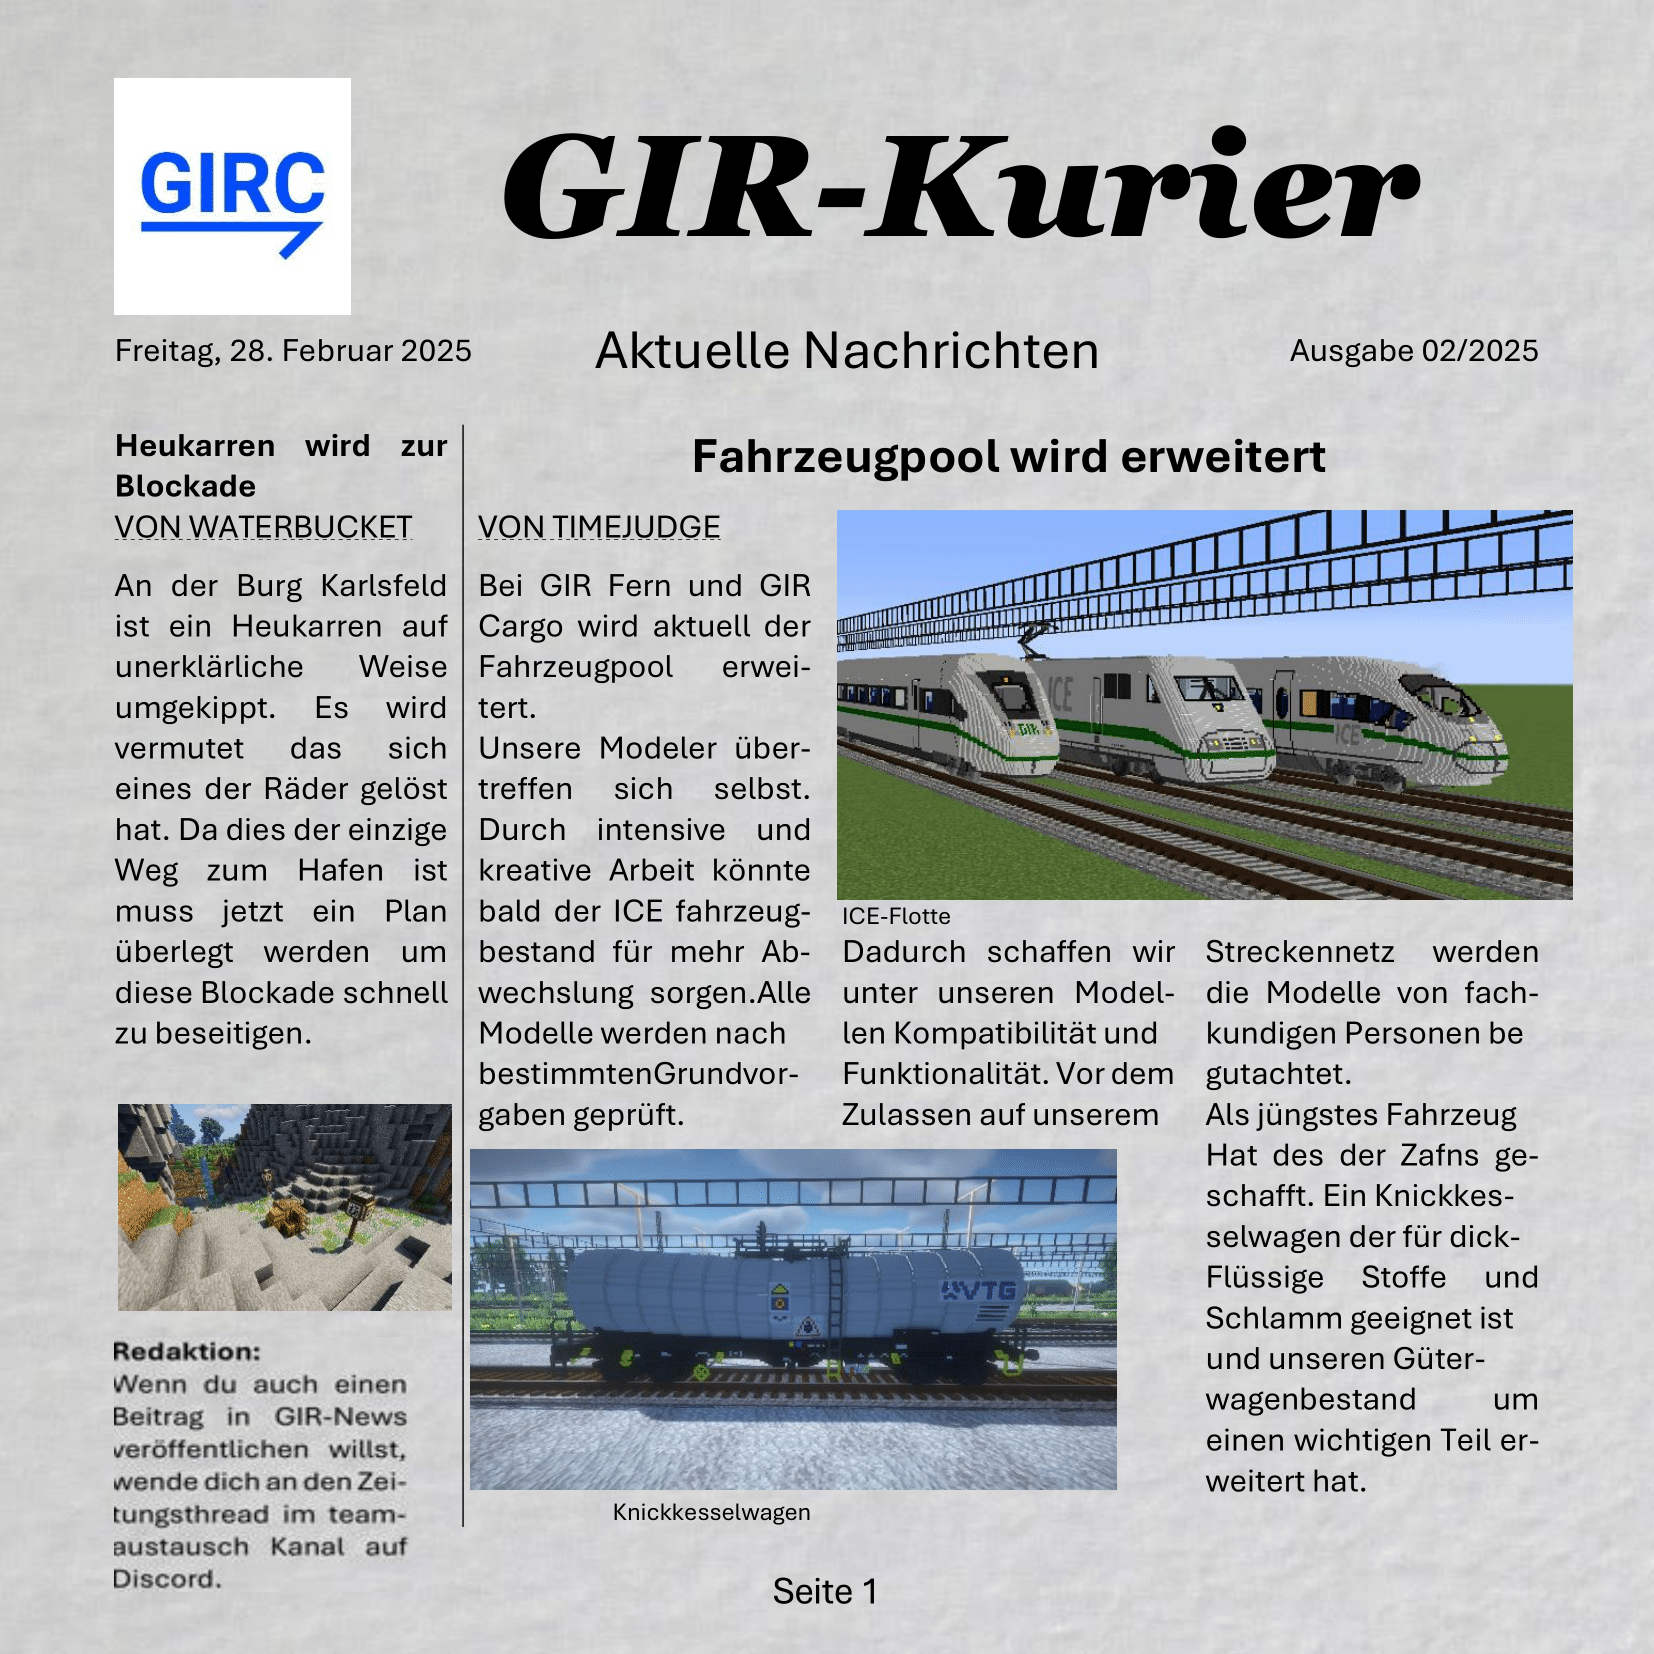 GIRC
GIR-Kurier
Freitag, 28. Februar 2025
Aktuelle Nachrichten
Ausgabe 02/2025
Heukarren wird zur
Blockade
VON WATERBUCKET
An der Burg Karlsfeld
ist ein Heukarren auf
unerklärliche Weise
umgekippt. Es wird
vermutet das sich
eines der Räder gelöst
hat. Da dies der einzige
Weg zum Hafen ist
muss jetzt ein Plan
überlegt werden um
diese Blockade schnell
zu beseitigen.
Redaktion:
Wenn du auch einen
Beitrag in GIR-News
veröffentlichen willst,
wende dich an den Zei-
tungsthread im team-
austausch Kanal auf
Discord.
Fahrzeugpool wird erweitert
VON TIMEJUDGE
Bei GIR Fern und GIR
Cargo wird aktuell der
Fahrzeugpool erwei-
tert.
Unsere Modeler über-
treffen sich selbst.
Durch intensive und
kreative Arbeit könnte
bald der ICE fahrzeug-
bestand für mehr Ab-
wechslung sorgen.Alle
Modelle werden nach
bestimmtenGrundvor-
gaben geprüft.
ICE
ICE
GIR
ICE-Flotte
Dadurch schaffen wir
unter unseren Model-
len Kompatibilität und
Funktionalität. Vor dem
Zulassen auf unserem
Streckennetz werden
die Modelle von fach-
kundigen Personen be
gutachtet.
Als jüngstes Fahrzeug
Hat des der Zafns ge-
schafft. Ein Knickkes-
selwagen der für dick-
Flüssige Stoffe und
Schlamm geeignet ist
und unseren Güter-
wagenbestand um
einen wichtigen Teil er-
weitert hat.
VTG
Knickkesselwagen
Seite 1